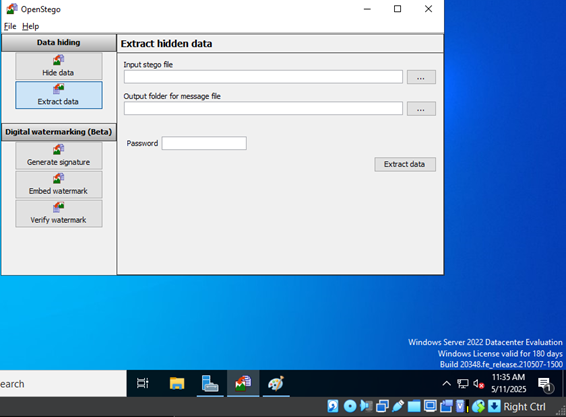 OpenStego
File Help
Data hiding
Hide data
Extract data
Digital watermarking (Beta)
Generate signature
Embed watermark
Verify watermark
Extract hidden data
Input stego file
...
Output folder for message file
...
Password
Extract data
Windows Server 2022 Datacenter Evaluation
Windows License valid for 180 days
Build 20348.fe_release.210507-1500
earch
11:35 AM
5/11/2025
1
Right Ctrl